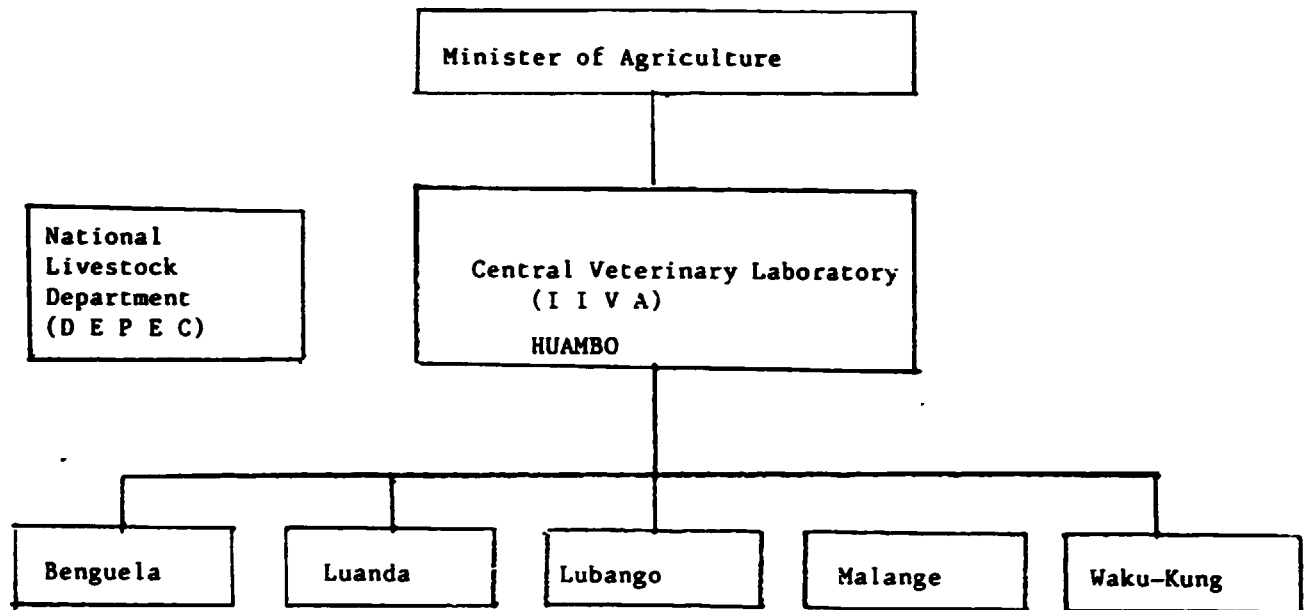 Minister of Agriculture
National
Livestock
Department
(D E P E C)
Central Veterinary Laboratory
(I I V A)
HUAMBO
Benguela
Luanda
Lubango
Malange
Waku-Kung